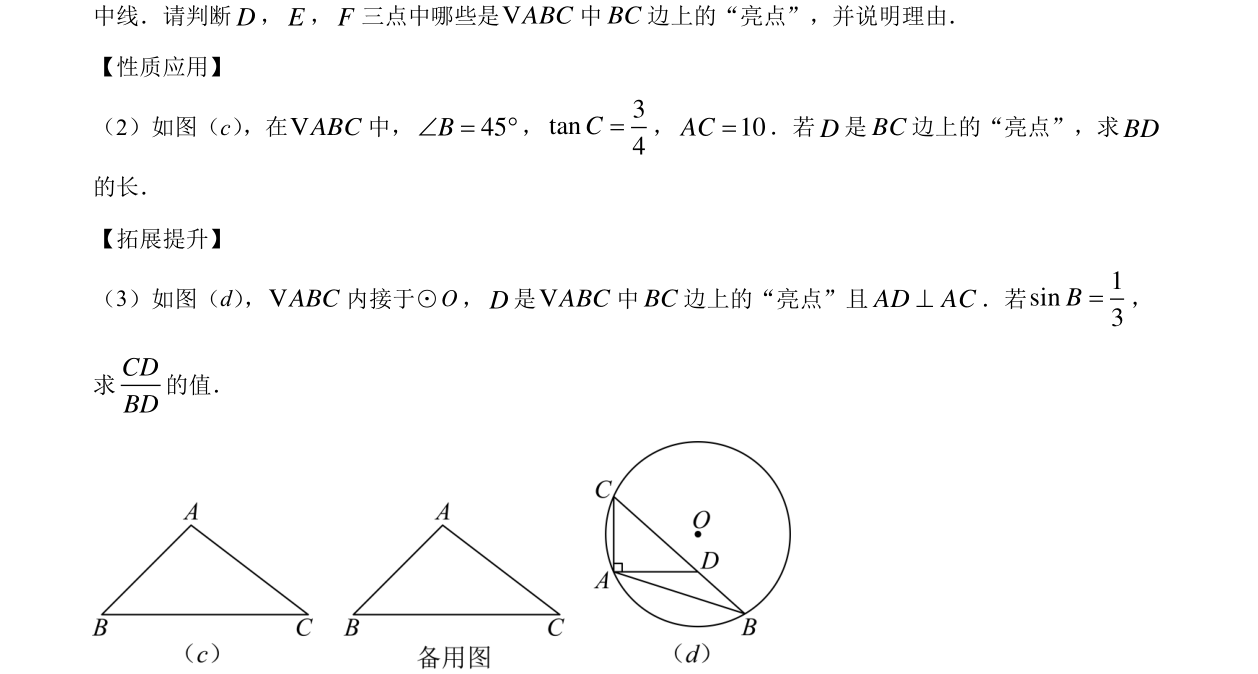 中线．请判断D，E，F三点中哪些是VABC中BC边上的“亮点”，并说明理由．
【性质应用】
（2）如图（c），在VABC中，∠B=45°，tan C=3/4，AC=10．若D是BC边上的“亮点”，求BD
的长．
【拓展提升】
（3）如图（d），VABC内接于⊙O，D是VABC中BC边上的“亮点”且AD⊥AC．若sin B=1/3，
求CD/BD的值．
A
B
C
（c）
A
B
C
备用图
C
O
D
A
B
（d）